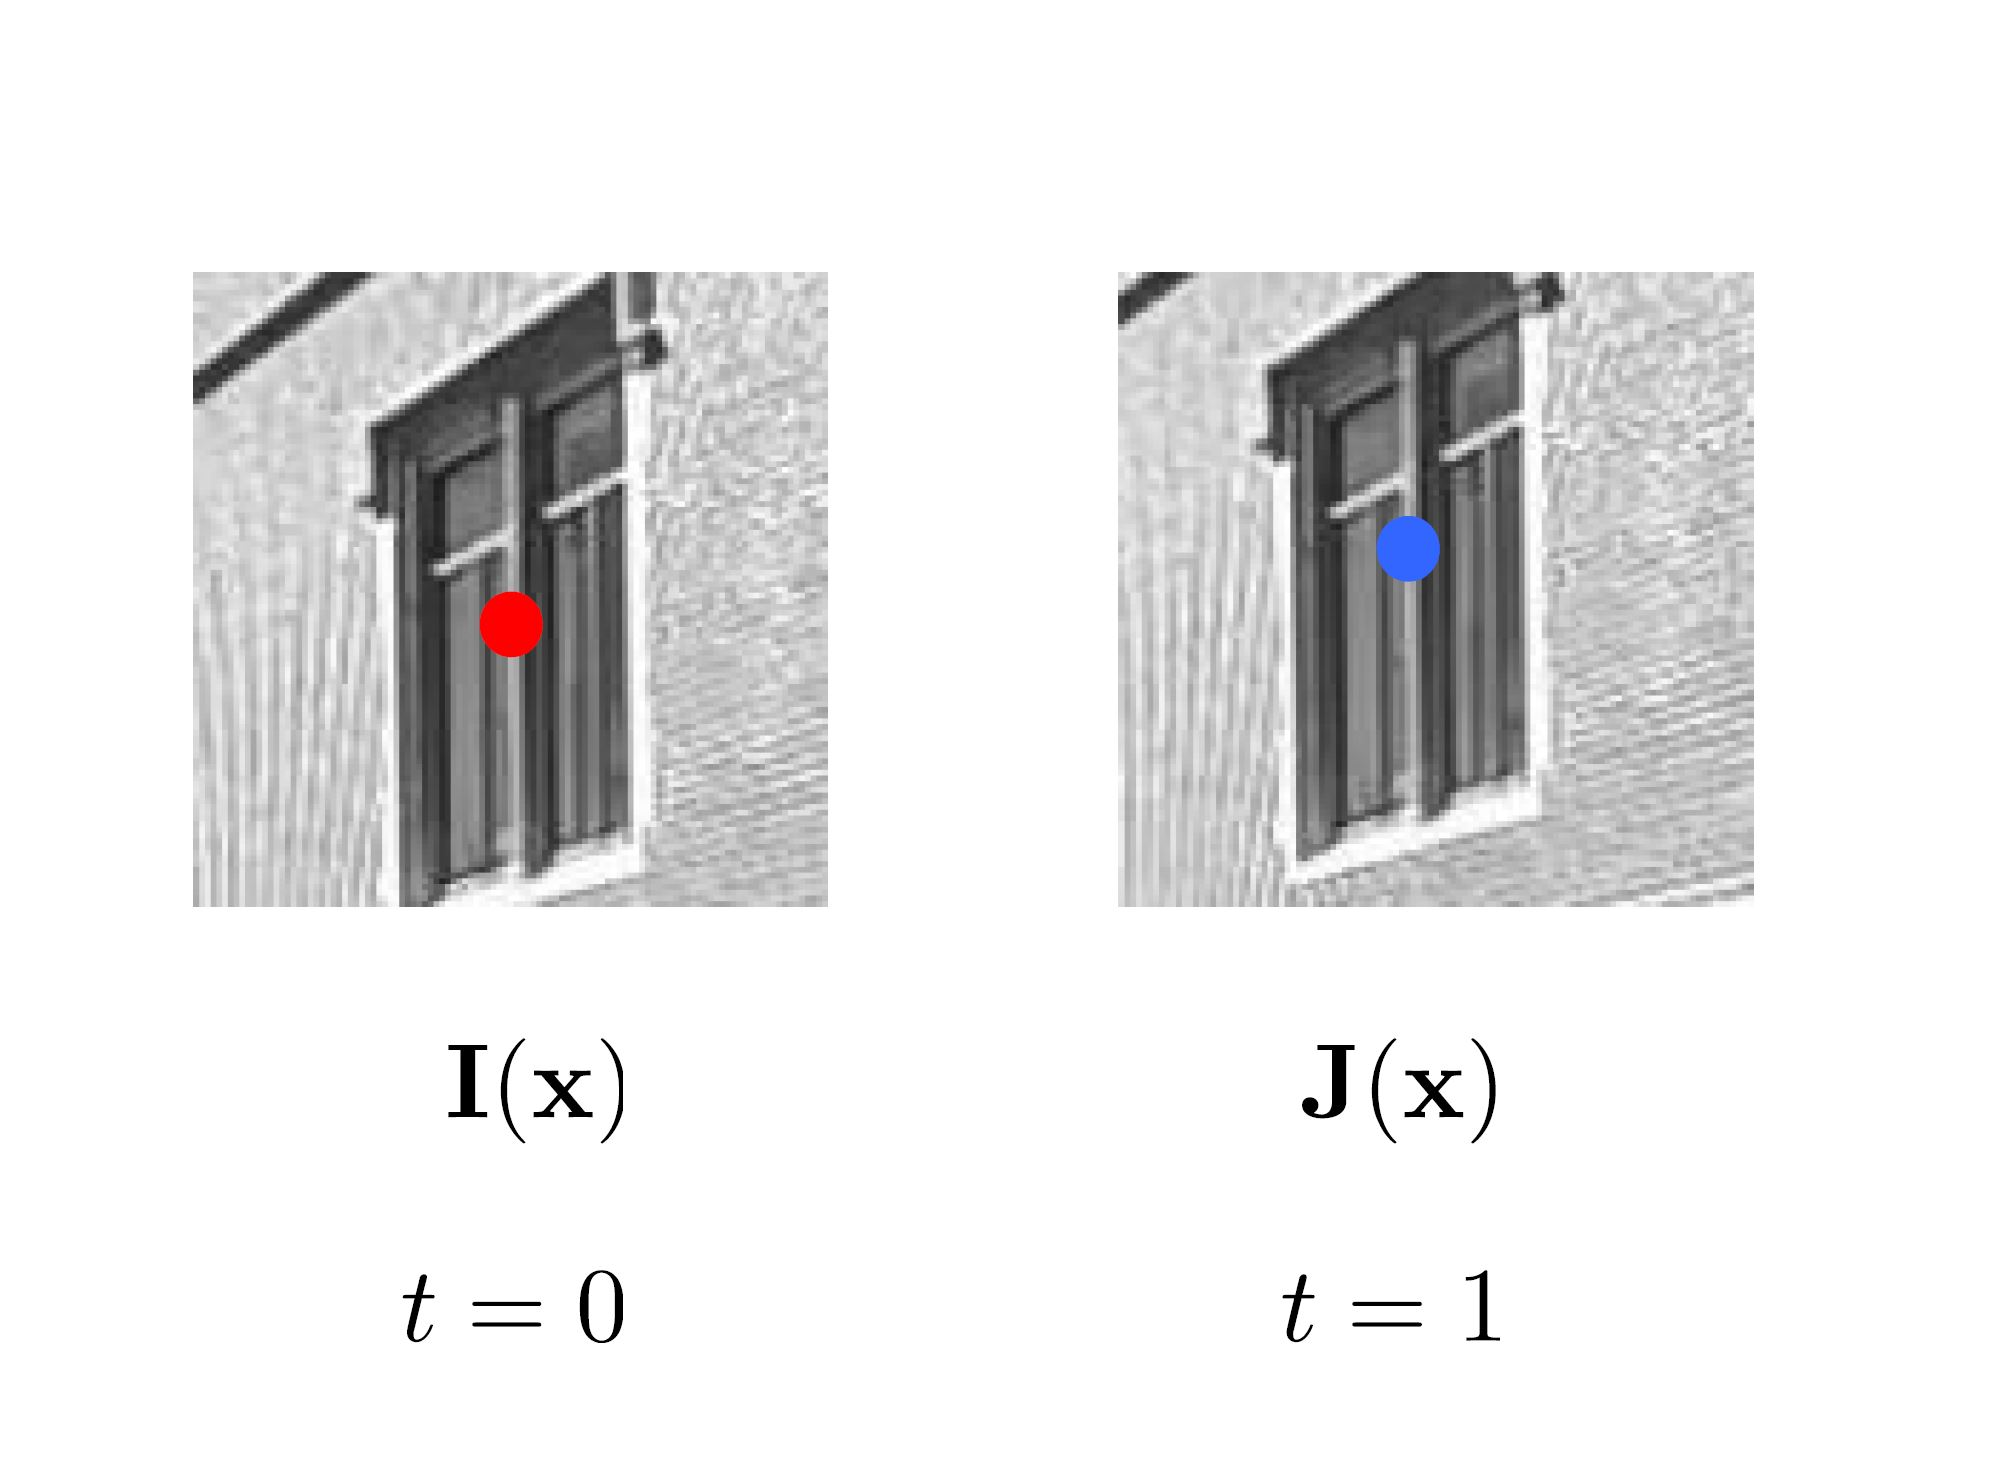 I(x) J(x)
t = 0 t = 1